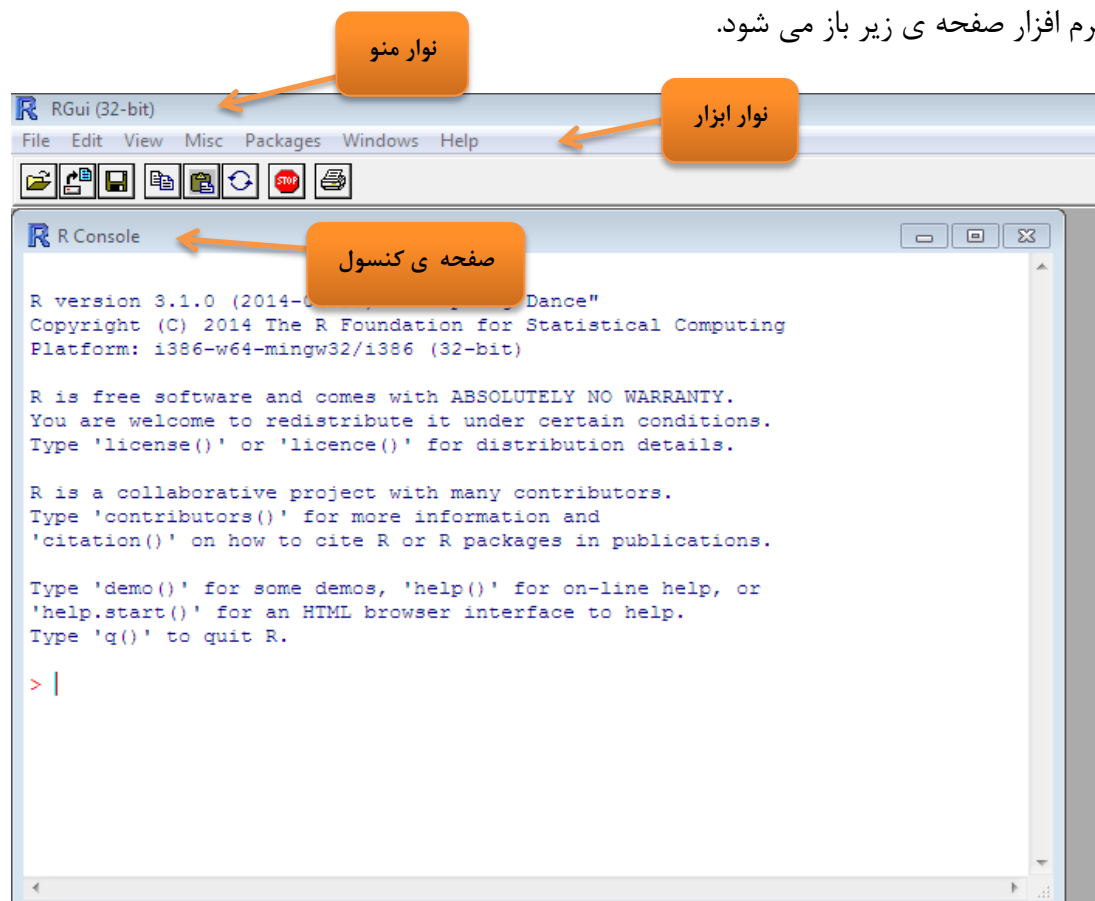 رم افزار صفحه ی زیر باز می شود.
نوار منو
RGui (32-bit)
نوار ابزار
File Edit View Misc Packages Windows Help
STOP
R Console
صفحه ی کنسول
R version 3.1.0 (2014-0 Dance"
Copyright (C) 2014 The R Foundation for Statistical Computing
Platform: i386-w64-mingw32/i386 (32-bit)
R is free software and comes with ABSOLUTELY NO WARRANTY.
You are welcome to redistribute it under certain conditions.
Type 'license()' or 'licence()' for distribution details.
R is a collaborative project with many contributors.
Type 'contributors()' for more information and
'citation()' on how to cite R or R packages in publications.
Type 'demo()' for some demos, 'help()' for on-line help, or
'help.start()' for an HTML browser interface to help.
Type 'q()' to quit R.
>